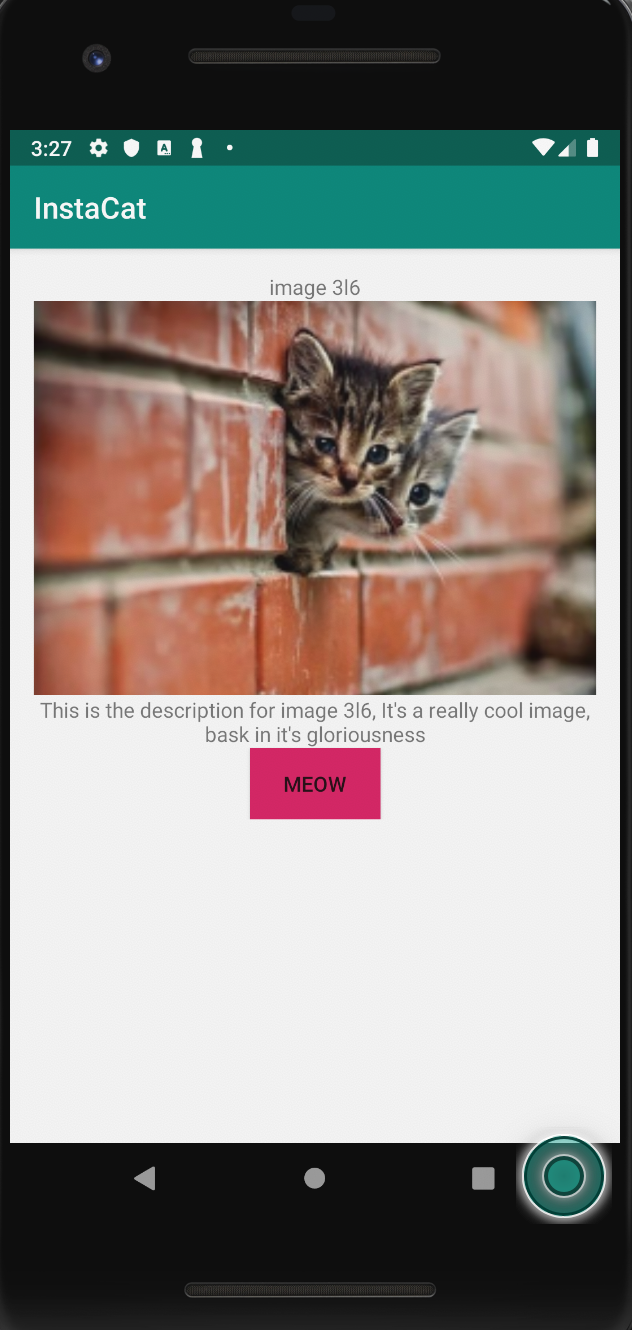 3:27
InstaCat
image 3l6
This is the description for image 3l6, It's a really cool image,
bask in it's gloriousness
MEOW